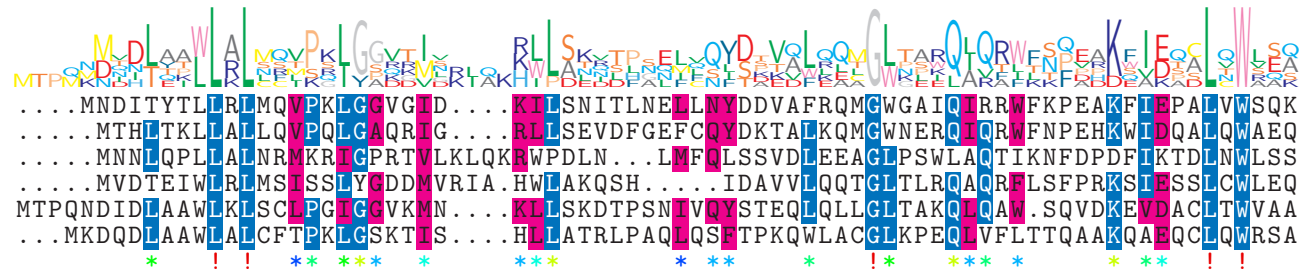 ....MNDITYTLLRLMQVPKLGGVGID....KILSNITLNELLNYDDVAFRQMGWGAIQIRRWFKPEAKFIEPALVWSQK
.....MTHLTKLLALLQVPQLGAQRIG....RLLSEVDFGEFCQYDKTALKQMGWNERQIQRWFNPEHKWIDQALQWAEQ
.....MNNLQPLLALNRMKRIGPRTVLKLQKRWPDLN...LMFQLSSVDLEEAGLPSWLAQTIKNFDPDFIKTDLNWLSS
.....MVDTEIWLRLMSISSLYGDDMVRIA.HWLAKQSH.....IDAVVLQQTGLTLRQAQRFLSFPRKSIESSLCWLEQ
MTPQNDIDLAAWLKLSCLPGIGGVKMN....KLLSKDTPSNIVQYSTEQLQLLGLTAKQLQAW.SQVDKEVDACLTWVAA
...MKDQDLAAWLALCFTPKLGSKTIS....HLLATRLPAQLQSFTPKQWLACGLKPEQLVFLTTQAAKQAEQCLQWRSA
* ! ! ** *** * *** * ** * !* *** * * ** ! !